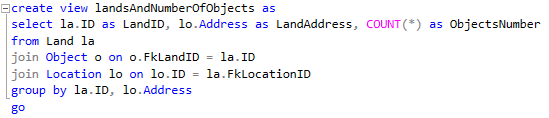 create view landsAndNumberOfObjects as
select la.ID as LandID, lo.Address as LandAddress, COUNT(*) as ObjectsNumber
from Land la
join Object o on o.FkLandID = la.ID
join Location lo on lo.ID = la.FkLocationID
group by la.ID, lo.Address
go